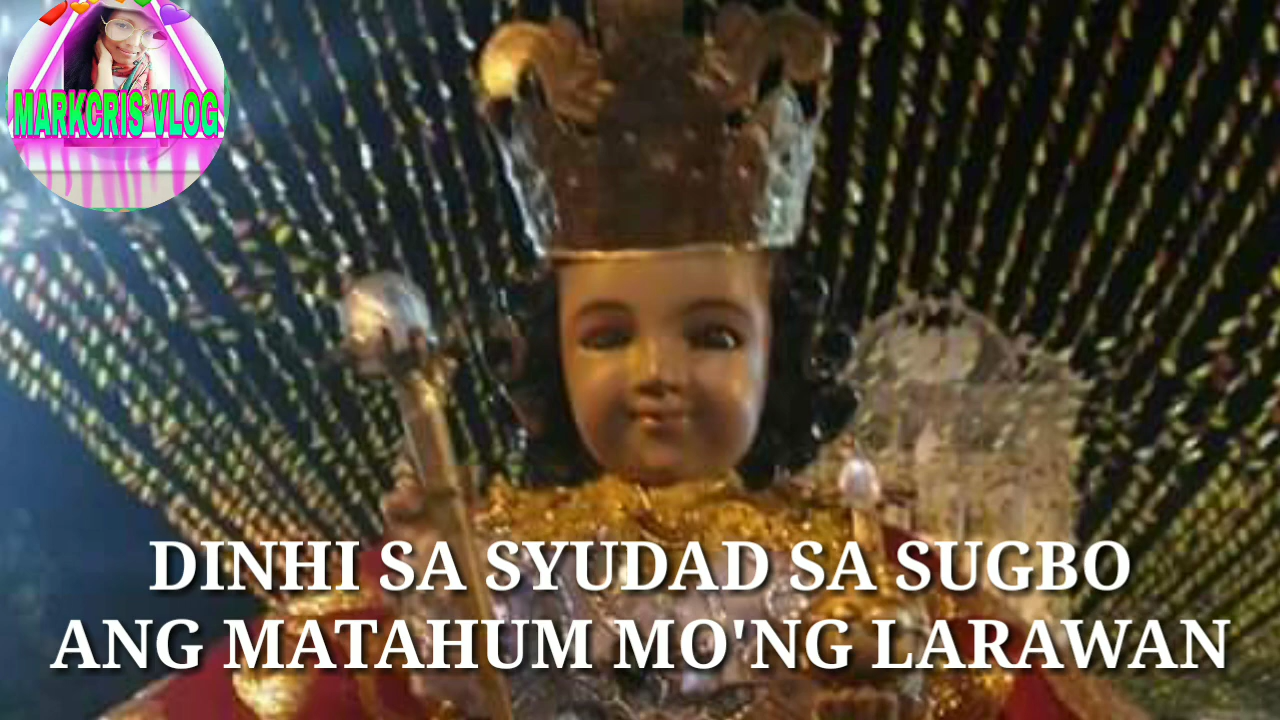 MARKCRIS VLOG
DINHI SA SYUDAD SA SUGBO
ANG MATAHUM MO'NG LARAWAN